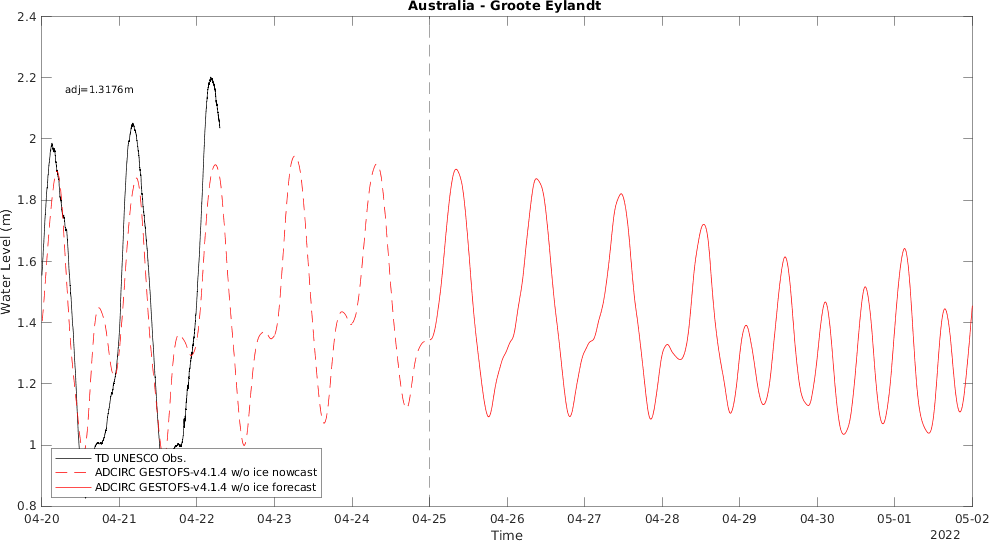 Australia - Groote Eylandt
2.4
2.2
2
1.8
1.6
1.4
1.2
1
0.8
Water Level (m)
adj=1.3176m
TD UNESCO Obs.
ADCIRC GESTOFS-v4.1.4 w/o ice nowcast
ADCIRC GESTOFS-v4.1.4 w/o ice forecast
04-20 04-21 04-22 04-23 04-24 04-25 04-26 04-27 04-28 04-29 04-30 05-01 05-02
Time
2022